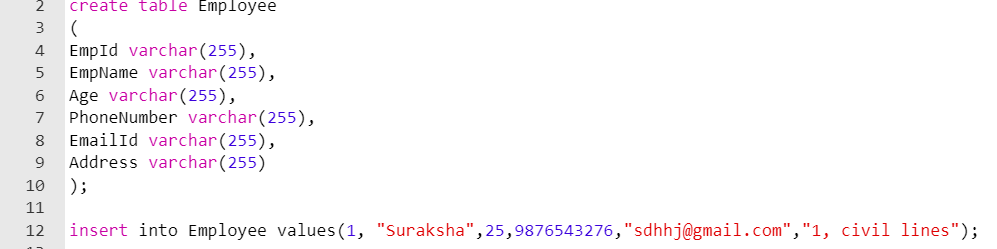 2 create table Employee
3 (
4 EmpId varchar(255),
5 EmpName varchar(255),
6 Age varchar(255),
7 PhoneNumber varchar(255),
8 EmailId varchar(255),
9 Address varchar(255)
10 );
11
12 insert into Employee values(1, "Suraksha",25,9876543276,"sdhhj@gmail.com","1, civil lines");